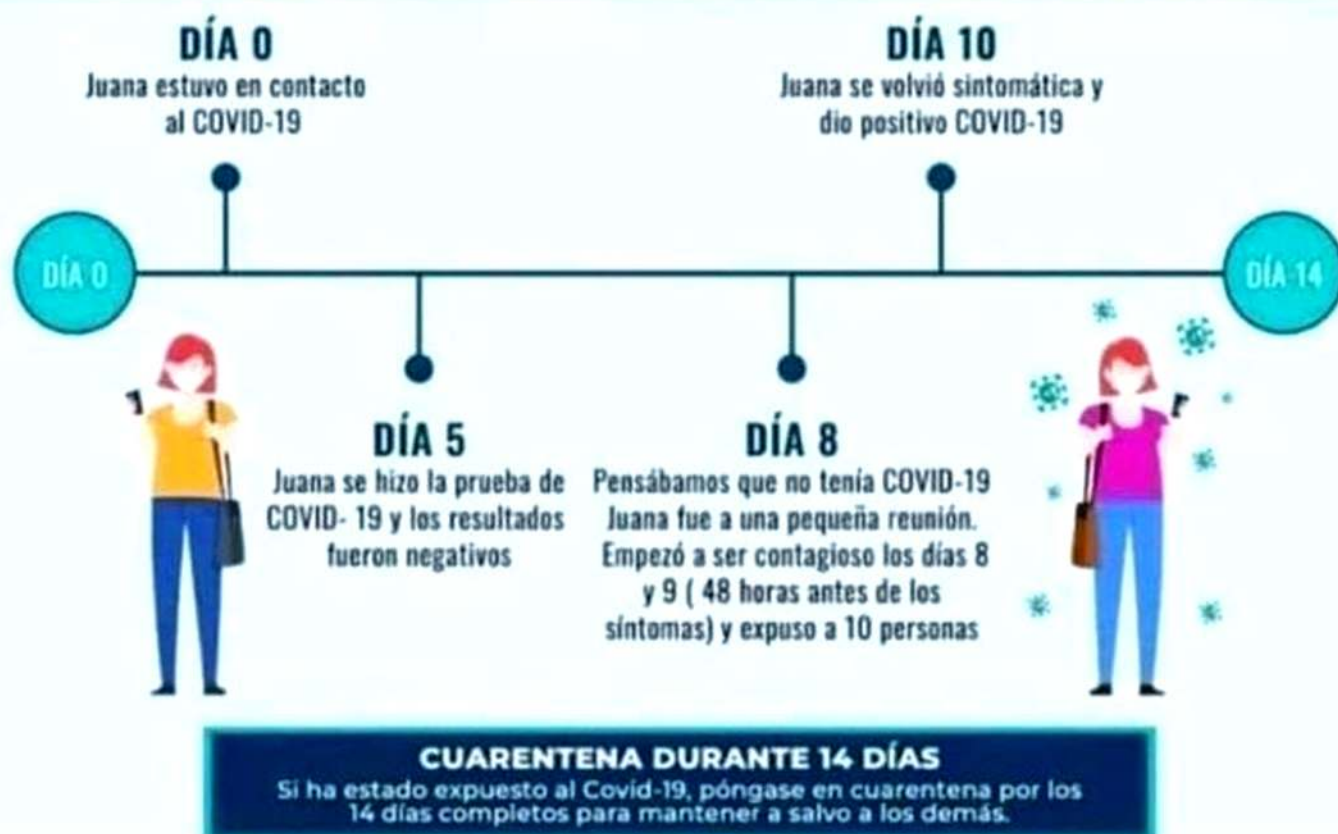 DÍA 0
Juana estuvo en contacto
al COVID-19
DÍA 10
Juana se volvió sintomática y
dio positivo COVID-19
DÍA 0
DÍA 14
DÍA 5
Juana se hizo la prueba de
COVID- 19 y los resultados
fueron negativos
DÍA 8
Pensábamos que no tenía COVID-19
Juana fue a una pequeña reunión.
Empezó a ser contagioso los días 8
y 9 ( 48 horas antes de los
síntomas) y expuso a 10 personas
CUARENTENA DURANTE 14 DÍAS
Si ha estado expuesto al Covid-19, póngase en cuarentena por los
14 días completos para mantener a salvo a los demás.